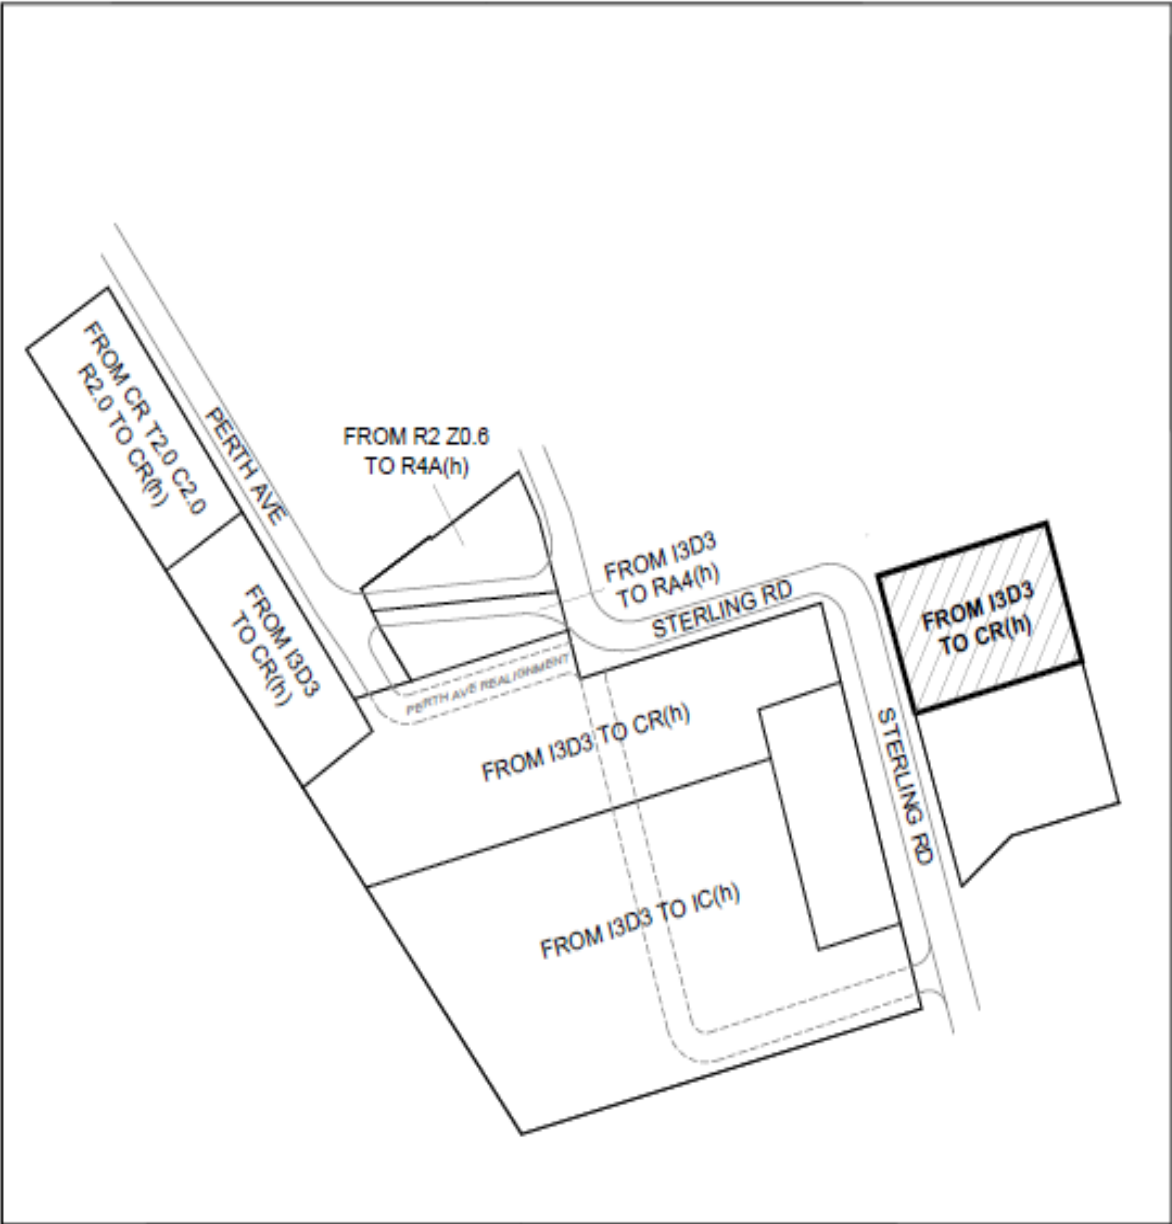 FROM CR T2.0 C2.0
R2.0 TO CR(h)
PERTH AVE
FROM R2 Z0.6
TO R4A(h)
FROM I3D3
TO RA4(h)
STERLING RD
FROM I3D3
TO CR(h)
FROM I3D3
TO CR(h)
PERTH AVE REALIGNMENT
FROM I3D3 TO CR(h)
STERLING RD
FROM I3D3 TO IC(h)